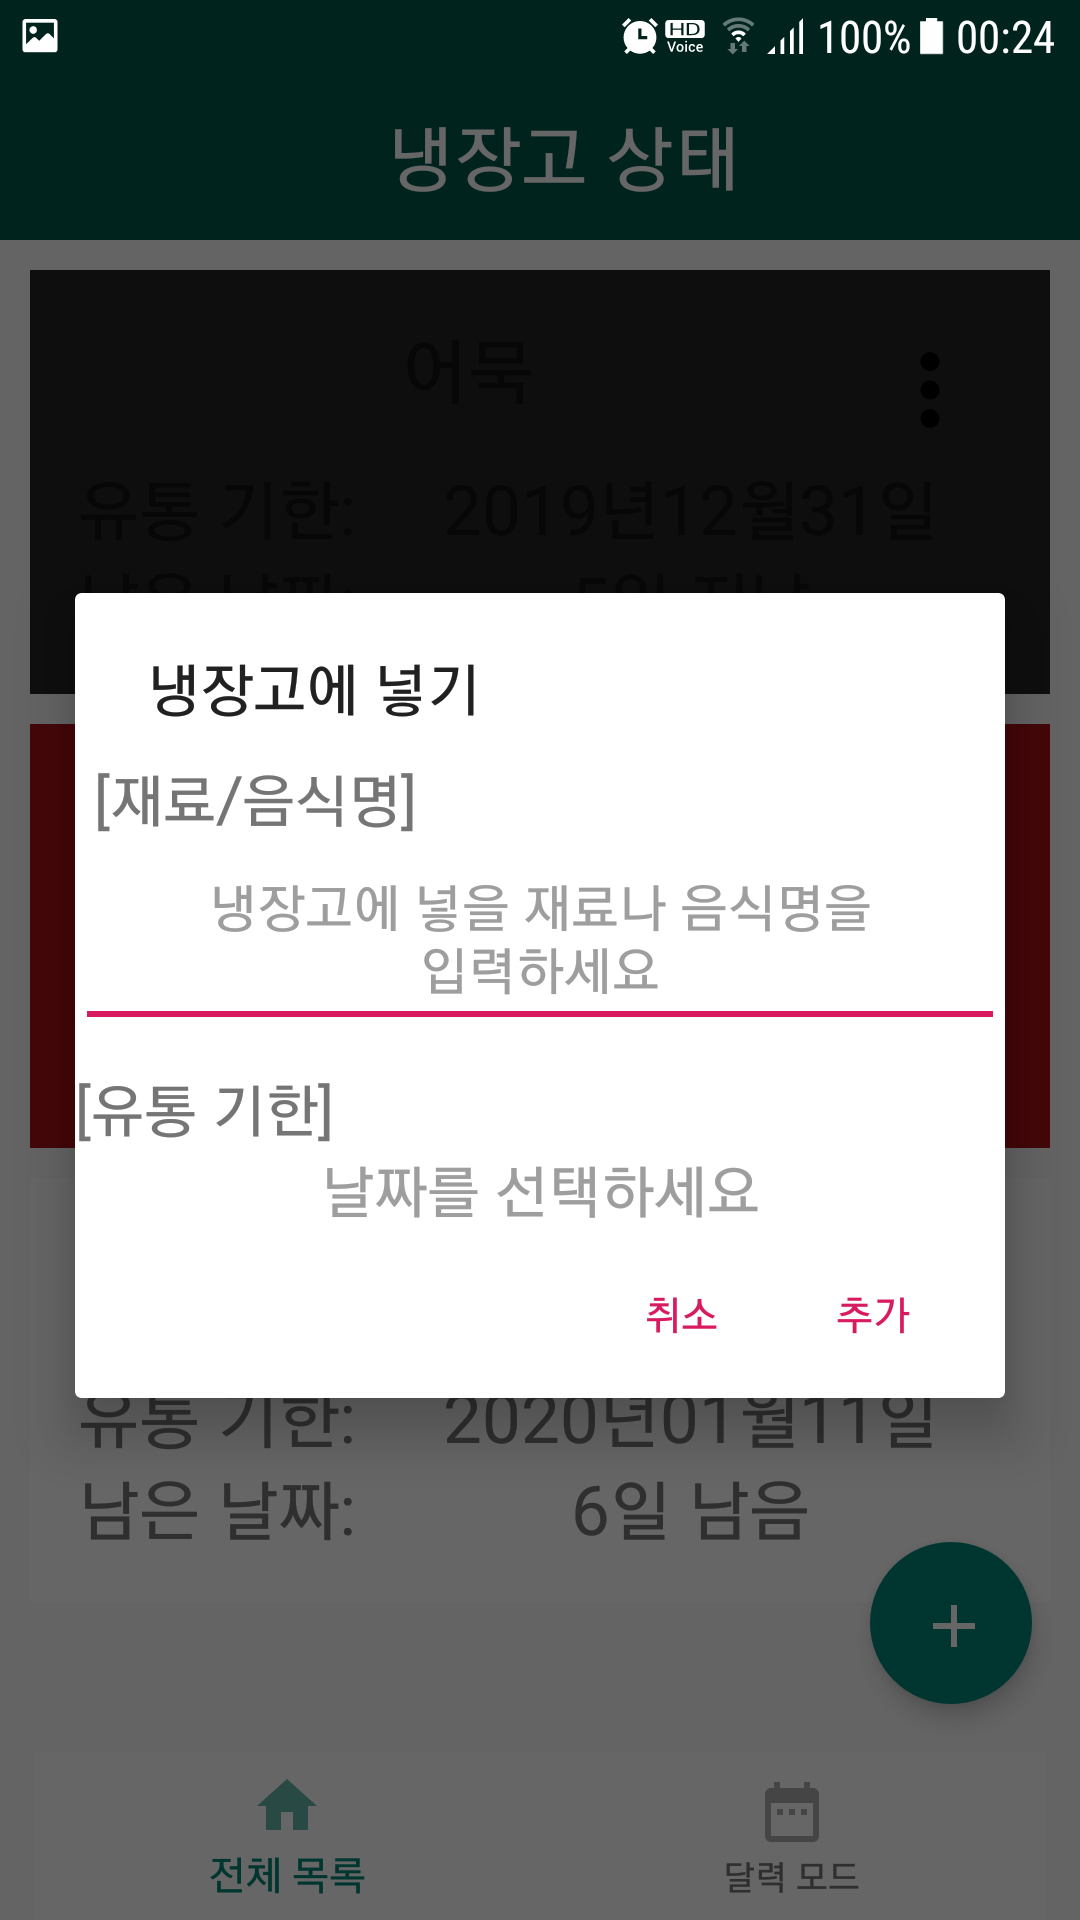 HD Voice 100% 00:24
냉장고 상태
어묵
유통 기한: 2019년12월31일
냉장고에 넣기
[재료/음식명]
냉장고에 넣을 재료나 음식명을
입력하세요
[유통 기한]
날짜를 선택하세요
취소 추가
유통 기한: 2020년01월11일
남은 날짜: 6일 남음
전체 목록 달력 모드